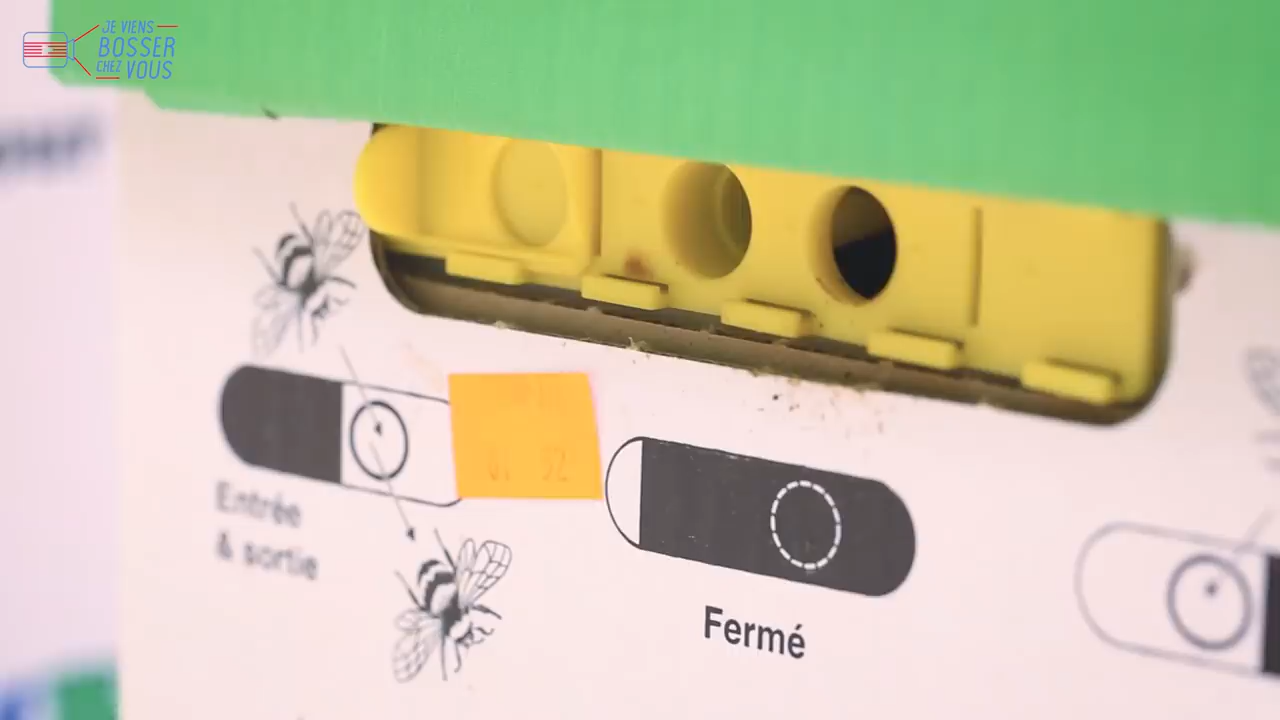 JE VIENS
BOSSER
CHEZ VOUS
Entrée
& sortie
Fermé